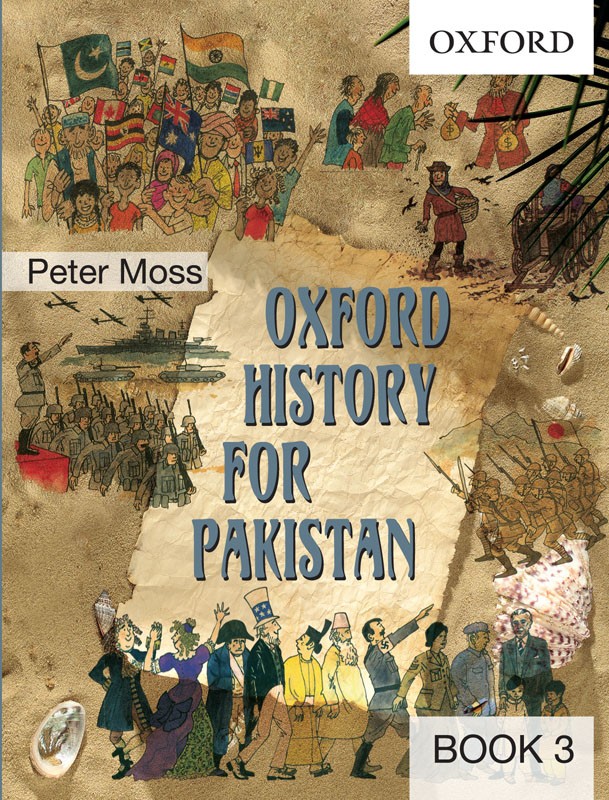 OXFORD
Peter Moss
OXFORD
HISTORY
FOR
PAKISTAN
BOOK 3